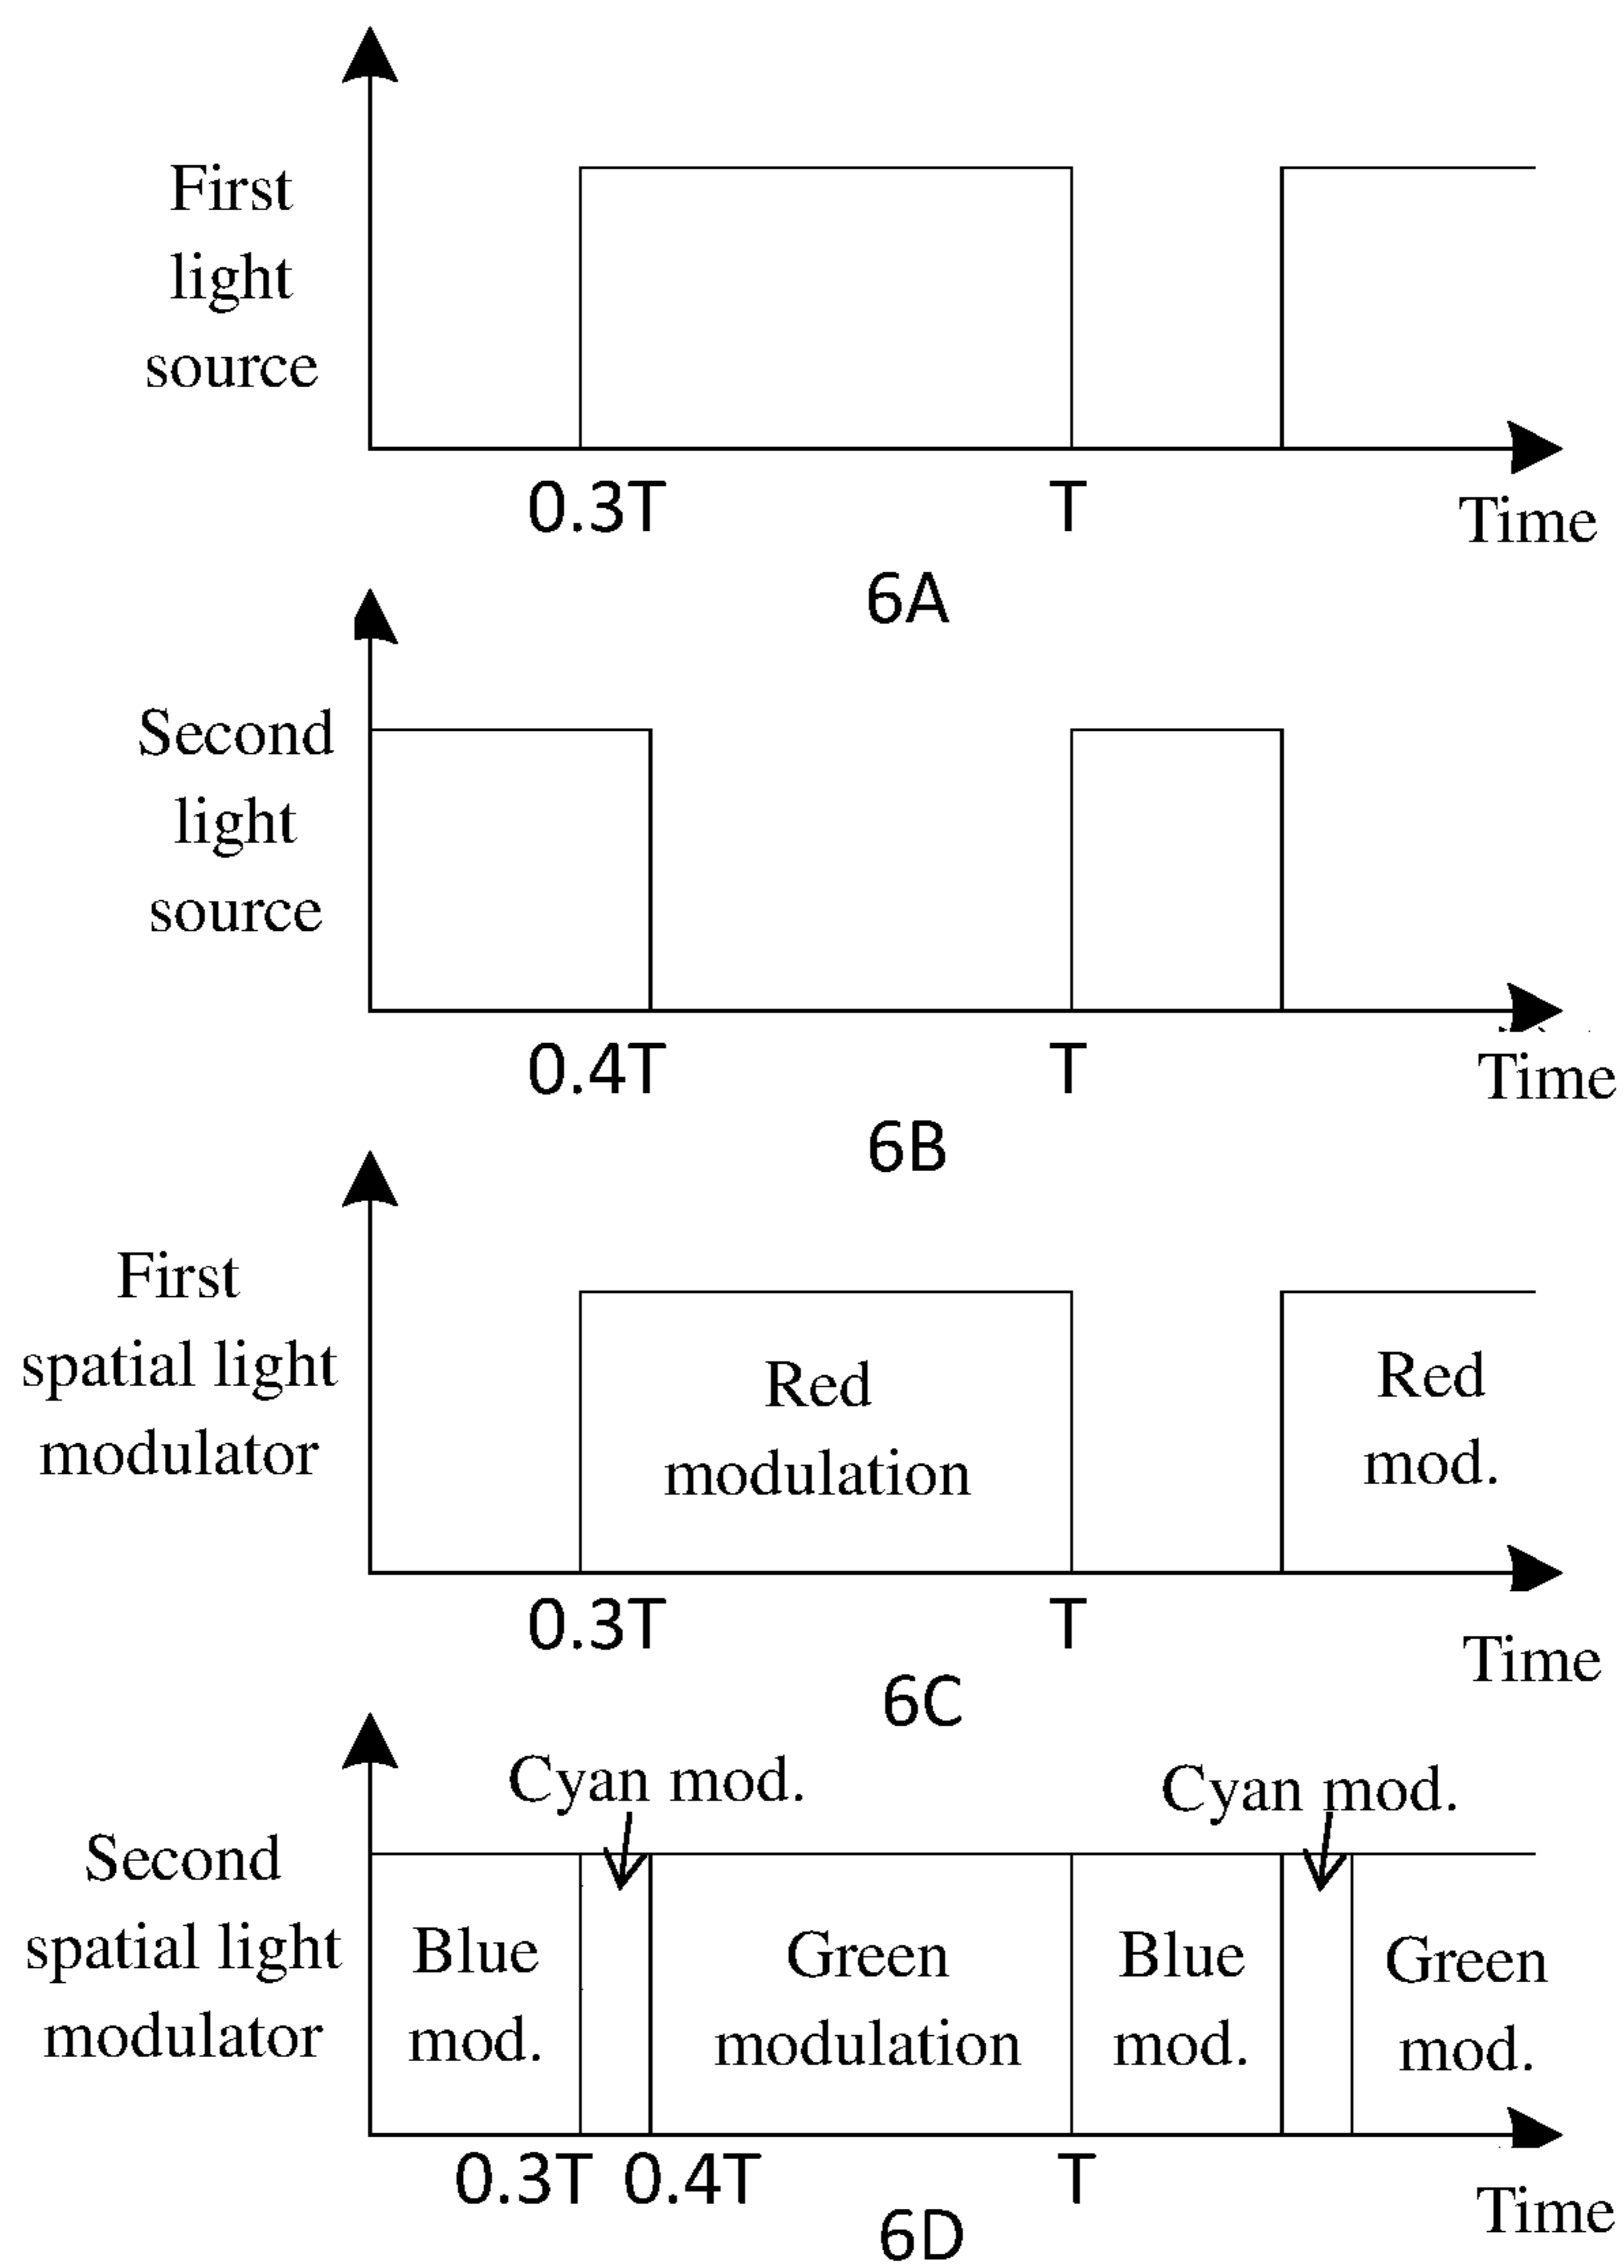 First
light
source
0.3T
T
Time
6A
Second
light
source
0.4T
T
Time
6B
First
spatial light
modulator
Red
modulation
Red
mod.
0.3T
T
Time
6C
Cyan mod.
Cyan mod.
Second
spatial light
modulator
Blue
mod.
Green
modulation
Blue
mod.
Green
mod.
0.3T
0.4T
T
Time
6D